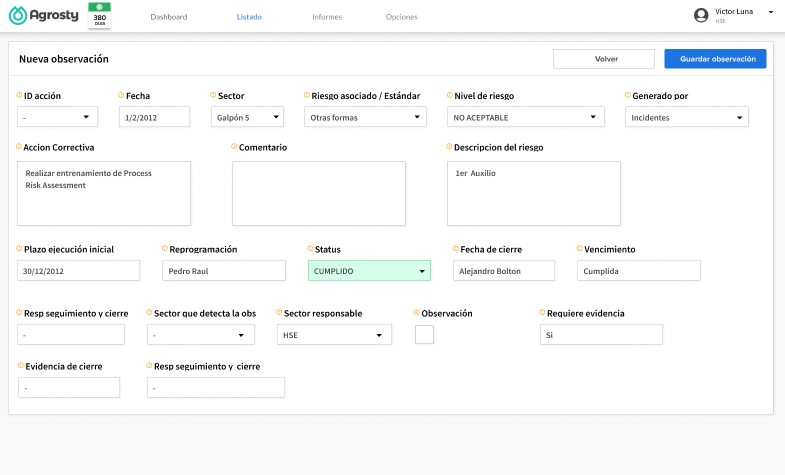 Agrosty
380
DIAS
Dashboard
Listado
Informes
Opciones
Victor Luna
HSE
Nueva observación
Volver
Guardar observación
ID acción
Fecha
Sector
Riesgo asociado / Estándar
Nivel de riesgo
Generado por
-
1/2/2012
Galpón 5
Otras formas
NO ACEPTABLE
Incidentes
Accion Correctiva
Comentario
Descripcion del riesgo
Realizar entrenamiento de Process
Risk Assessment
1er Auxilio
Plazo ejecución inicial
Reprogramación
Status
Fecha de cierre
Vencimiento
30/12/2012
Pedro Raul
CUMPLIDO
Alejandro Bolton
Cumplida
Resp seguimiento y cierre
Sector que detecta la obs
Sector responsable
Observación
Requiere evidencia
-
-
HSE
Si
Evidencia de cierre
Resp seguimiento y cierre
-
-